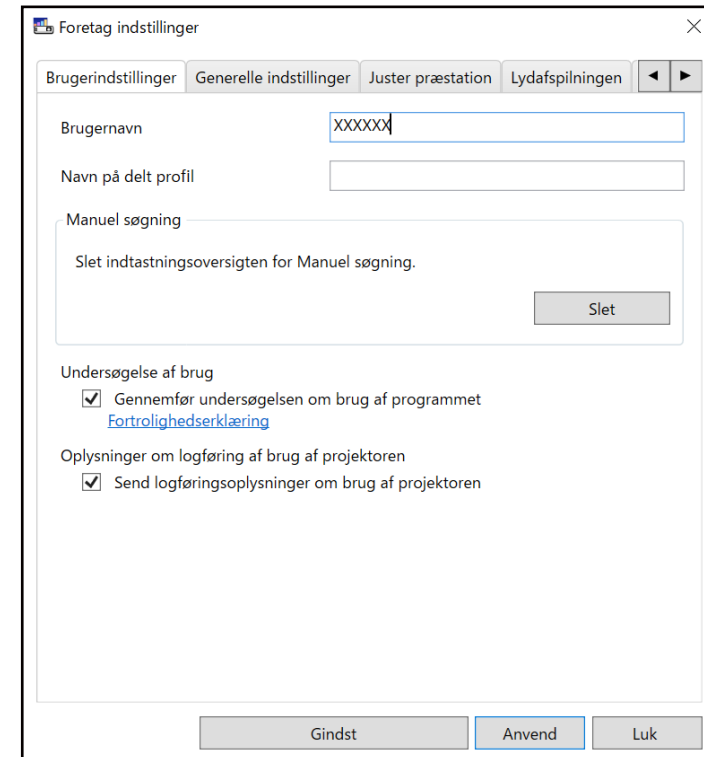 Foretag indstillinger
Brugerindstillinger Generelle indstillinger Juster præstation Lydafspilningen
Brugernavn XXXXXX
Navn på delt profil
Manuel søgning
Slet indtastningsoversigten for Manuel søgning.
Slet
Undersøgelse af brug
Gennemfør undersøgelsen om brug af programmet
Fortrolighedserklæring
Oplysninger om logføring af brug af projektoren
Send logføringsoplysninger om brug af projektoren
Gindst Anvend Luk